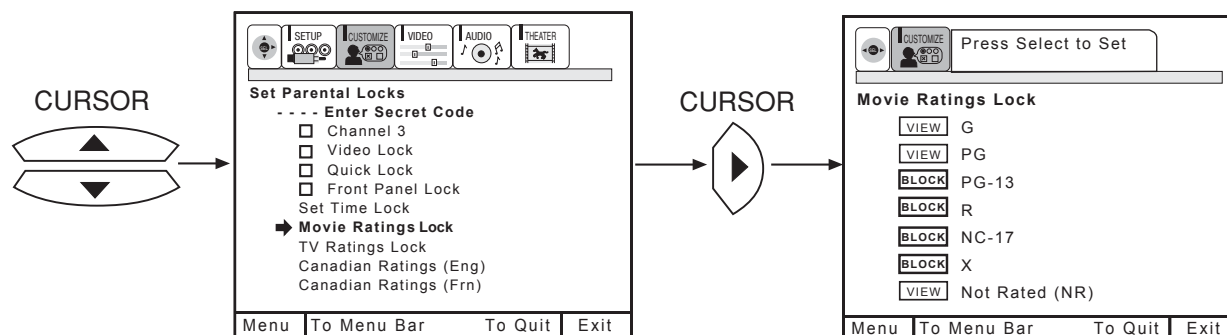 CURSOR
SETUP CUSTOMIZE VIDEO AUDIO THEATER
Set Parental Locks
- - - - Enter Secret Code
Channel 3
Video Lock
Quick Lock
Front Panel Lock
Set Time Lock
Movie Ratings Lock
TV Ratings Lock
Canadian Ratings (Eng)
Canadian Ratings (Frn)
Menu To Menu Bar To Quit Exit
CURSOR
CUSTOMIZE Press Select to Set
Movie Ratings Lock
VIEW G
VIEW PG
BLOCK PG-13
BLOCK R
BLOCK NC-17
BLOCK X
VIEW Not Rated (NR)
Menu To Menu Bar To Quit Exit